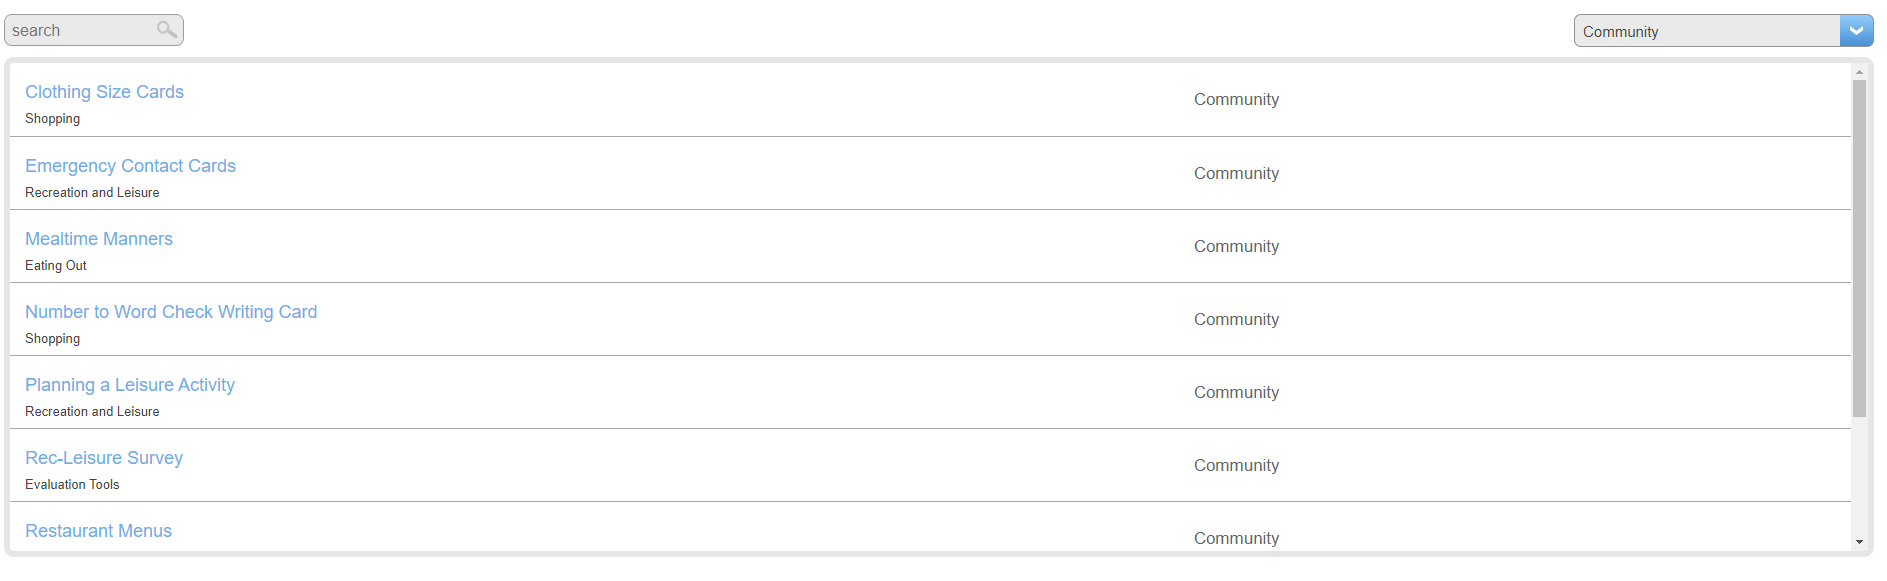 search
Community
Clothing Size Cards
Community
Shopping
Emergency Contact Cards
Community
Recreation and Leisure
Mealtime Manners
Community
Eating Out
Number to Word Check Writing Card
Community
Shopping
Planning a Leisure Activity
Community
Recreation and Leisure
Rec-Leisure Survey
Community
Evaluation Tools
Restaurant Menus
Community